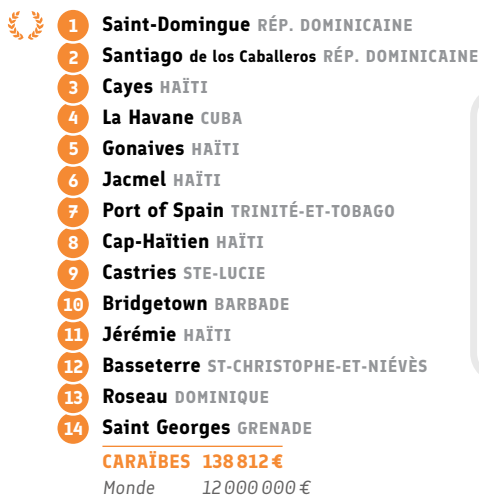 1 Saint-Domingue RÉP. DOMINICAINE
2 Santiago de los Caballeros RÉP. DOMINICAINE
3 Cayes HAÏTI
4 La Havane CUBA
5 Gonaives HAÏTI
6 Jacmel HAÏTI
7 Port of Spain TRINITÉ-ET-TOBAGO
8 Cap-Haïtien HAÏTI
9 Castries STE-LUCIE
10 Bridgetown BARBADE
11 Jérémie HAÏTI
12 Basseterre ST-CHRISTOPHE-ET-NIÉVÈS
13 Roseau DOMINIQUE
14 Saint Georges GRENADE
CARAÏBES 138 812 €
Monde 12 000 000 €